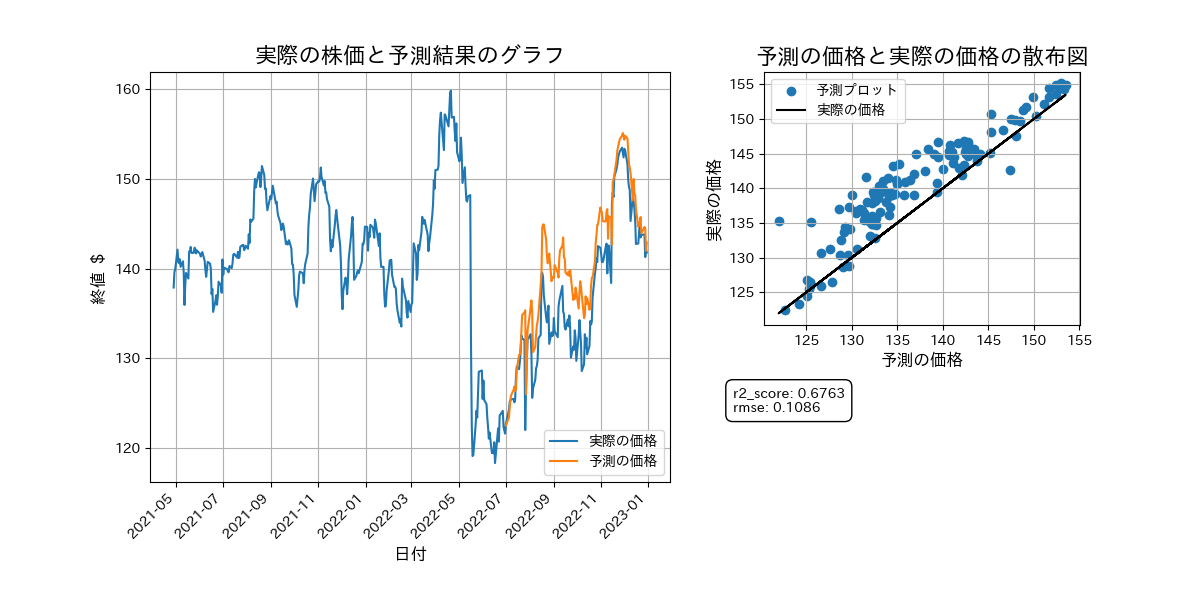 実際の株価と予測結果のグラフ
160
150
140
130
120
終値 $
2021-05
2021-07
2021-09
2021-11
2022-01
2022-03
2022-05
2022-07
2022-09
2022-11
2023-01
日付
実際の価格
予測の価格
予測の価格と実際の価格の散布図
155
150
145
140
135
130
125
実際の価格
予測プロット
実際の価格
125
130
135
140
145
150
155
予測の価格
r2_score: 0.6763
rmse: 0.1086